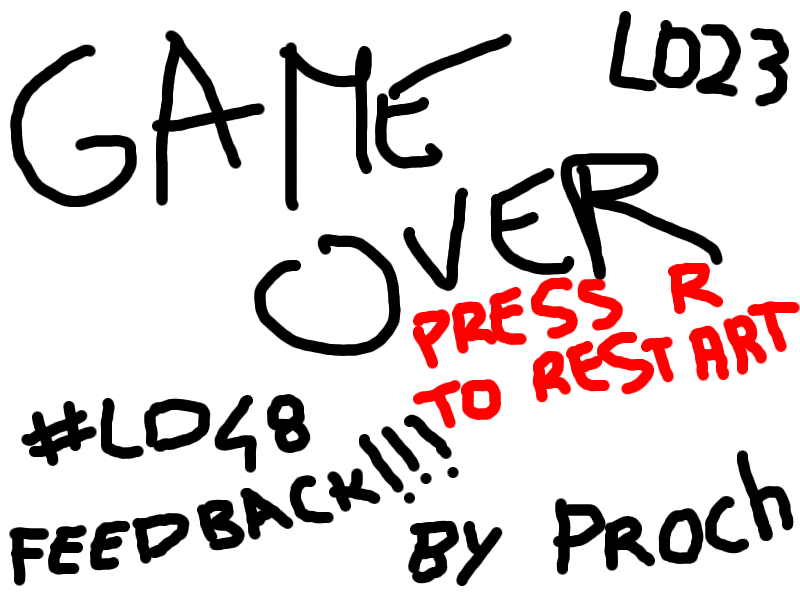 GAME
LD23
OVER
PRESS R
TO RESTART
#LD48
FEEDBACK!!!
BY PROCh